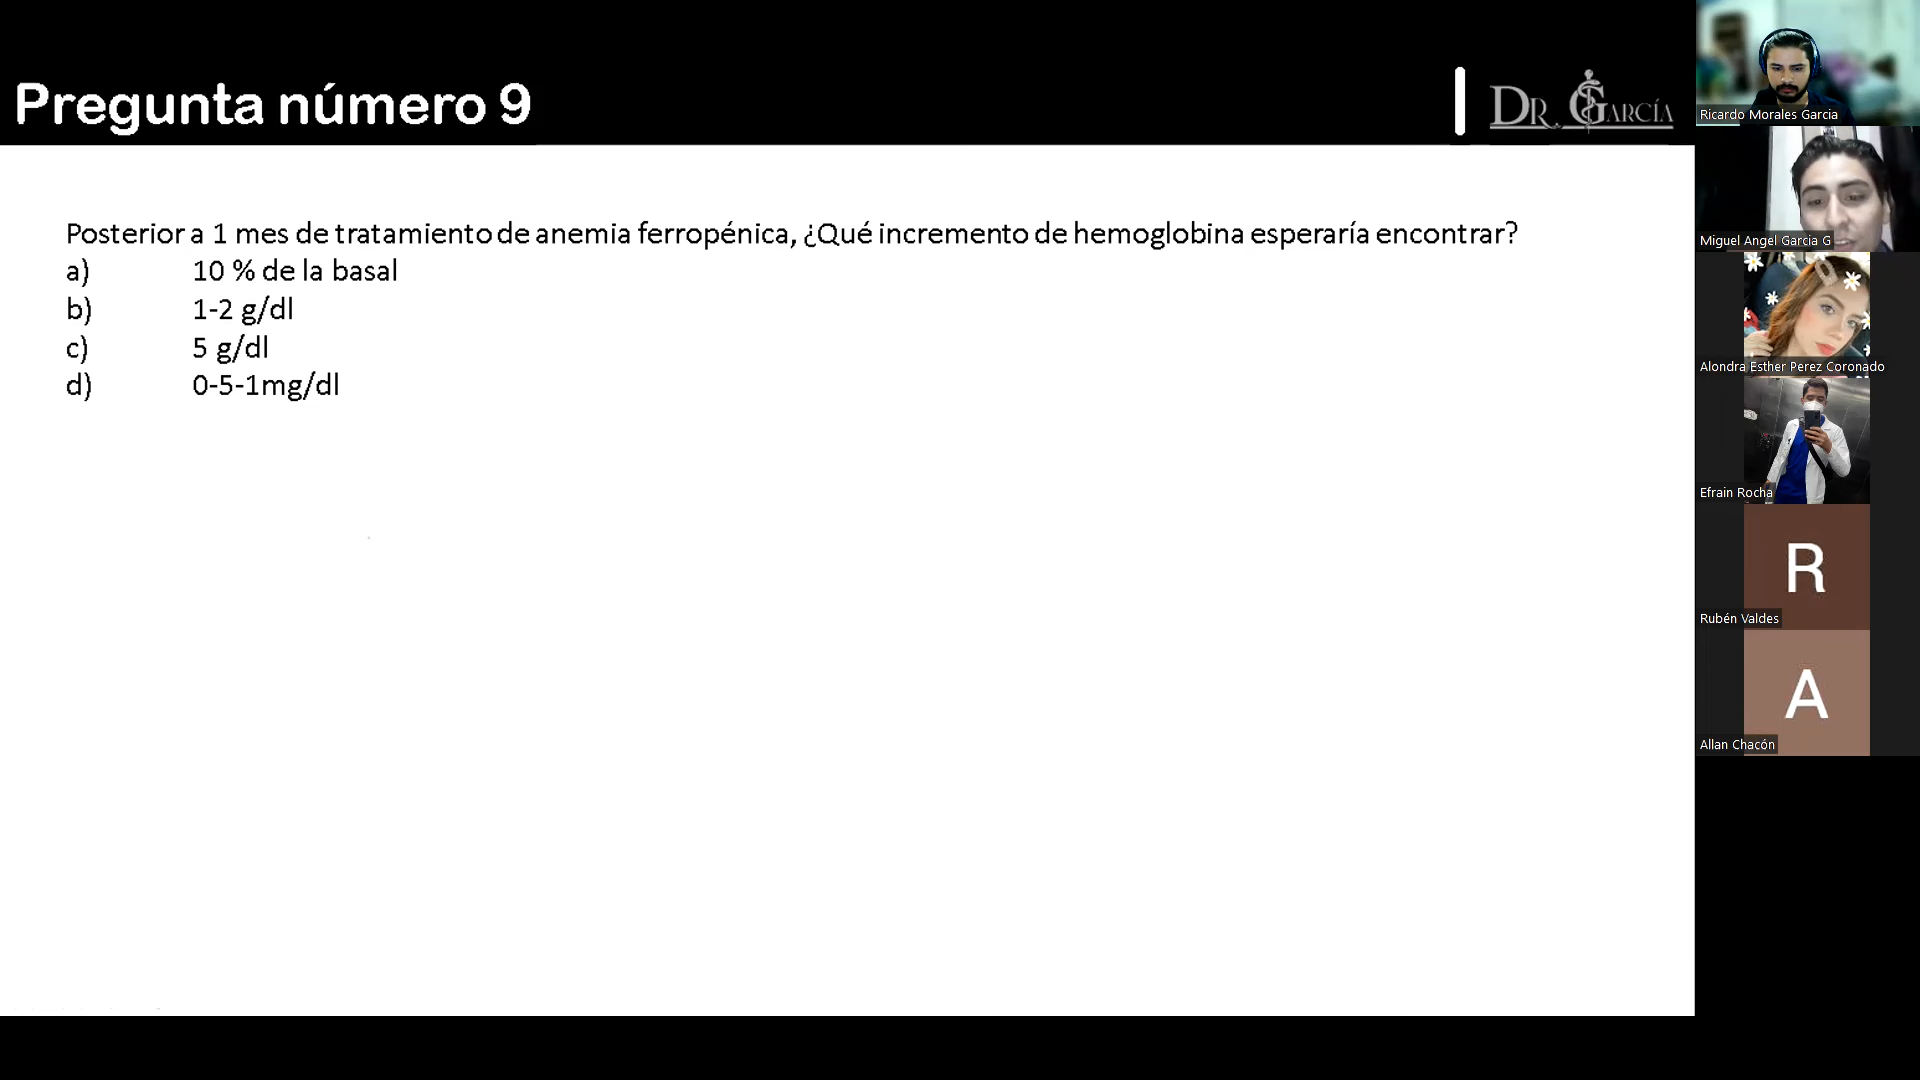 Pregunta número 9
DR. GARCÍA
Posterior a 1 mes de tratamiento de anemia ferropénica, ¿Qué incremento de hemoglobina esperaría encontrar?
a) 10 % de la basal
b) 1-2 g/dl
c) 5 g/dl
d) 0-5-1mg/dl
Ricardo Morales Garcia
Miguel Angel Garcia G
Alondra Esther Perez Coronado
Efrain Rocha
R
Rubén Valdes
A
Allan Chacón